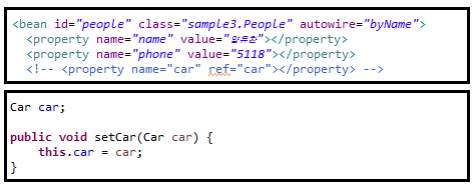 <bean id="people" class="sample3.People" autowire="byName">
<property name="name" value=""></property>
<property name="phone" value="5118"></property>
<!-- <property name="car" ref="car"></property> -->
Car car;
public void setCar(Car car) {
this.car = car;
}